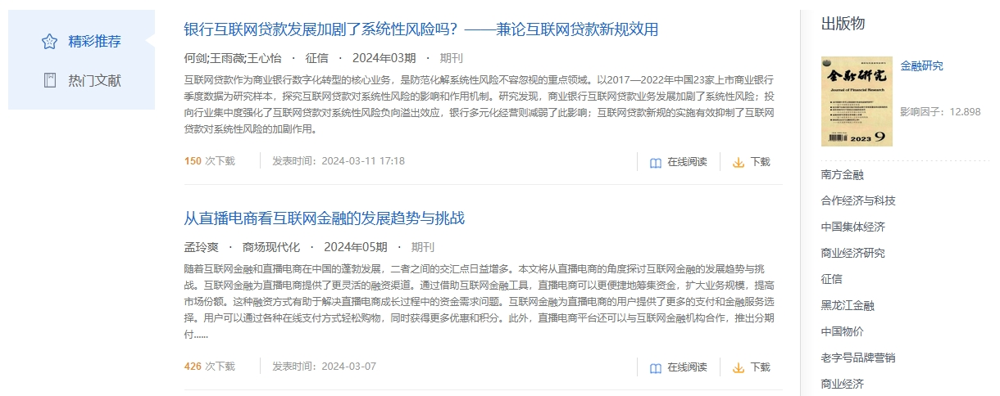 精彩推荐
热门文献
银行互联网贷款发展加剧了系统性风险吗？——兼论互联网贷款新规效用
何剑;王雨薇;王心怡 · 征信 · 2024年03期 · 期刊
互联网贷款作为商业银行数字化转型的核心业务，是防范化解系统性风险不容忽视的重点领域。以2017—2022年中国23家上市商业银行
季度数据为研究样本，探究互联网贷款对系统性风险的影响和作用机制。研究发现，商业银行互联网贷款业务发展加剧了系统性风险；投
向行业集中度强化了互联网贷款对系统性风险负向溢出效应，银行多元化经营则减弱了此影响；互联网贷款新规的实施有效抑制了互联网
贷款对系统性风险的加剧作用。
150 次下载 发表时间：2024-03-11 17:18 在线阅读 下载
从直播电商看互联网金融的发展趋势与挑战
孟玲爽 · 商场现代化 · 2024年05期 · 期刊
随着互联网金融和直播电商在中国的蓬勃发展，二者之间的交汇点日益增多。本文将从直播电商的角度探讨互联网金融的发展趋势与挑
战。互联网金融为直播电商提供了更灵活的融资渠道。通过借助互联网金融工具，直播电商可以更便捷地筹集资金，扩大业务规模，提高
市场份额。这种融资方式有助于解决直播电商成长过程中的资金需求问题。互联网金融为直播电商的用户提供了更多的支付和金融服务选
择。用户可以通过各种在线支付方式轻松购物，同时获得更多优惠和积分。此外，直播电商平台还可以与互联网金融机构合作，推出分期
付......
426 次下载 发表时间：2024-03-07 在线阅读 下载
出版物
金融研究
Journal of Financial Research
2023 9
金融研究
影响因子：12.898
南方金融
合作经济与科技
中国集体经济
商业经济研究
征信
黑龙江金融
中国物价
老字号品牌营销
商业经济